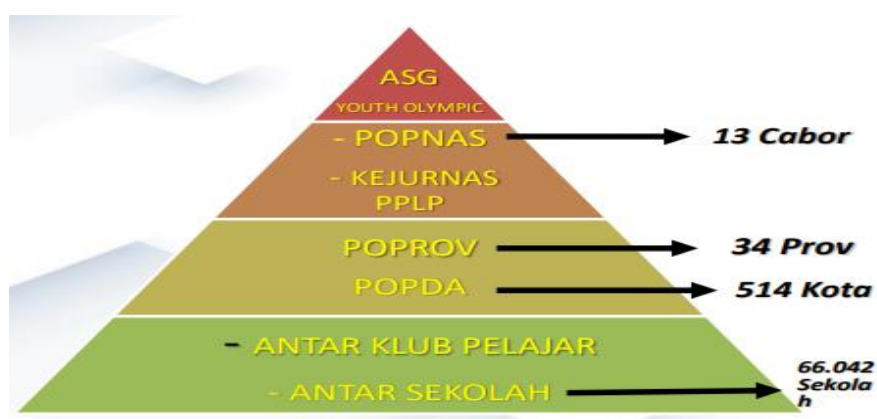 ASG
YOUTH OLYMPIC
- POPNAS
13 Cabor
- KEJURNAS
PPLP
POPROV
34 Prov
POPDA
514 Kota
- ANTAR KLUB PELAJAR
- ANTAR SEKOLAH
66.042
Sekola
h